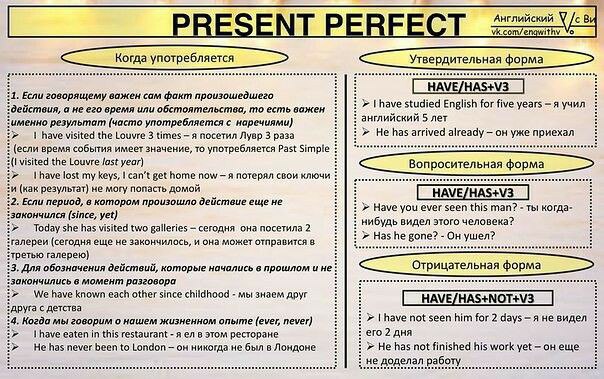 PRESENT PERFECT
Английский V! с Ви
vk.com/engwithv
Когда употребляется
1. Если говорящему важен сам факт произошедшего
действия, а не его время или обстоятельства, то есть важен
именно результат (часто употребляется с наречиями)
➢ I have visited the Louvre 3 times – я посетил Лувр 3 раза
(если время события имеет значение, то употребляется Past Simple
(I visited the Louvre last year)
➢ I have lost my keys, I can't get home now – я потерял свои ключи
и (как результат) не могу попасть домой
2. Если период, в котором произошло действие еще не
закончился (since, yet)
➢ Today she has visited two galleries – сегодня она посетила 2
галереи (сегодня еще не закончилось, и она может отправится в
третью галерею)
3. Для обозначения действий, которые начались в прошлом и не
закончились в момент разговора
➢ We have known each other since childhood - мы знаем друг
друга с детства
4. Когда мы говорим о нашем жизненном опыте (ever, never)
➢ I have eaten in this restaurant - я ел в этом ресторане
➢ He has never been to London – он никогда не был в Лондоне
Утвердительная форма
HAVE/HAS+V3
➢ I have studied English for five years – я учил
английский 5 лет
➢ He has arrived already – он уже приехал
Вопросительная форма
HAVE/HAS+V3
➢ Have you ever seen this man? - ты когда-
нибудь видел этого человека?
➢ Has he gone? - Он ушел?
Отрицательная форма
HAVE/HAS+NOT+V3
➢ I have not seen him for 2 days – я не видел
его 2 дня
➢ He has not finished his work yet – он еще
не доделал работу